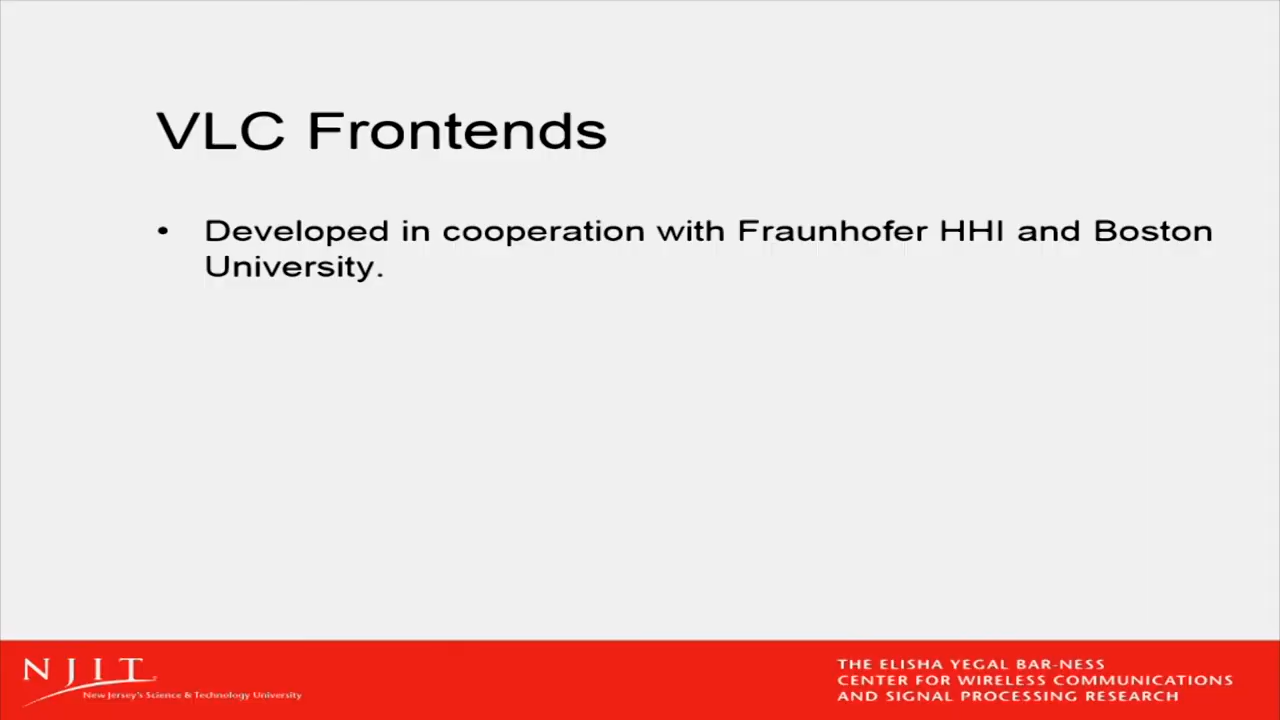 VLC Frontends
• Developed in cooperation with Fraunhofer HHI and Boston
University.
NJIT
New Jersey's Science & Technology University
THE ELISHA YEGAL BAR-NESS
CENTER FOR WIRELESS COMMUNICATIONS
AND SIGNAL PROCESSING RESEARCH